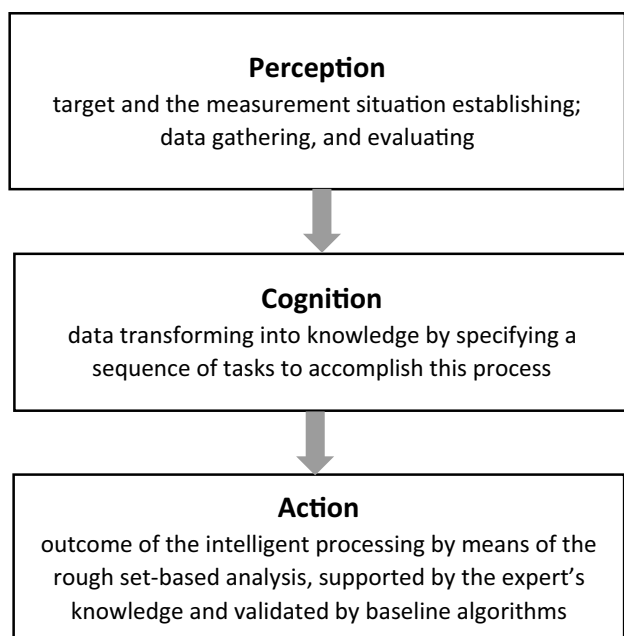 Perception
target and the measurement situation establishing;
data gathering, and evaluating
Cognition
data transforming into knowledge by specifying a
sequence of tasks to accomplish this process
Action
outcome of the intelligent processing by means of the
rough set-based analysis, supported by the expert’s
knowledge and validated by baseline algorithms